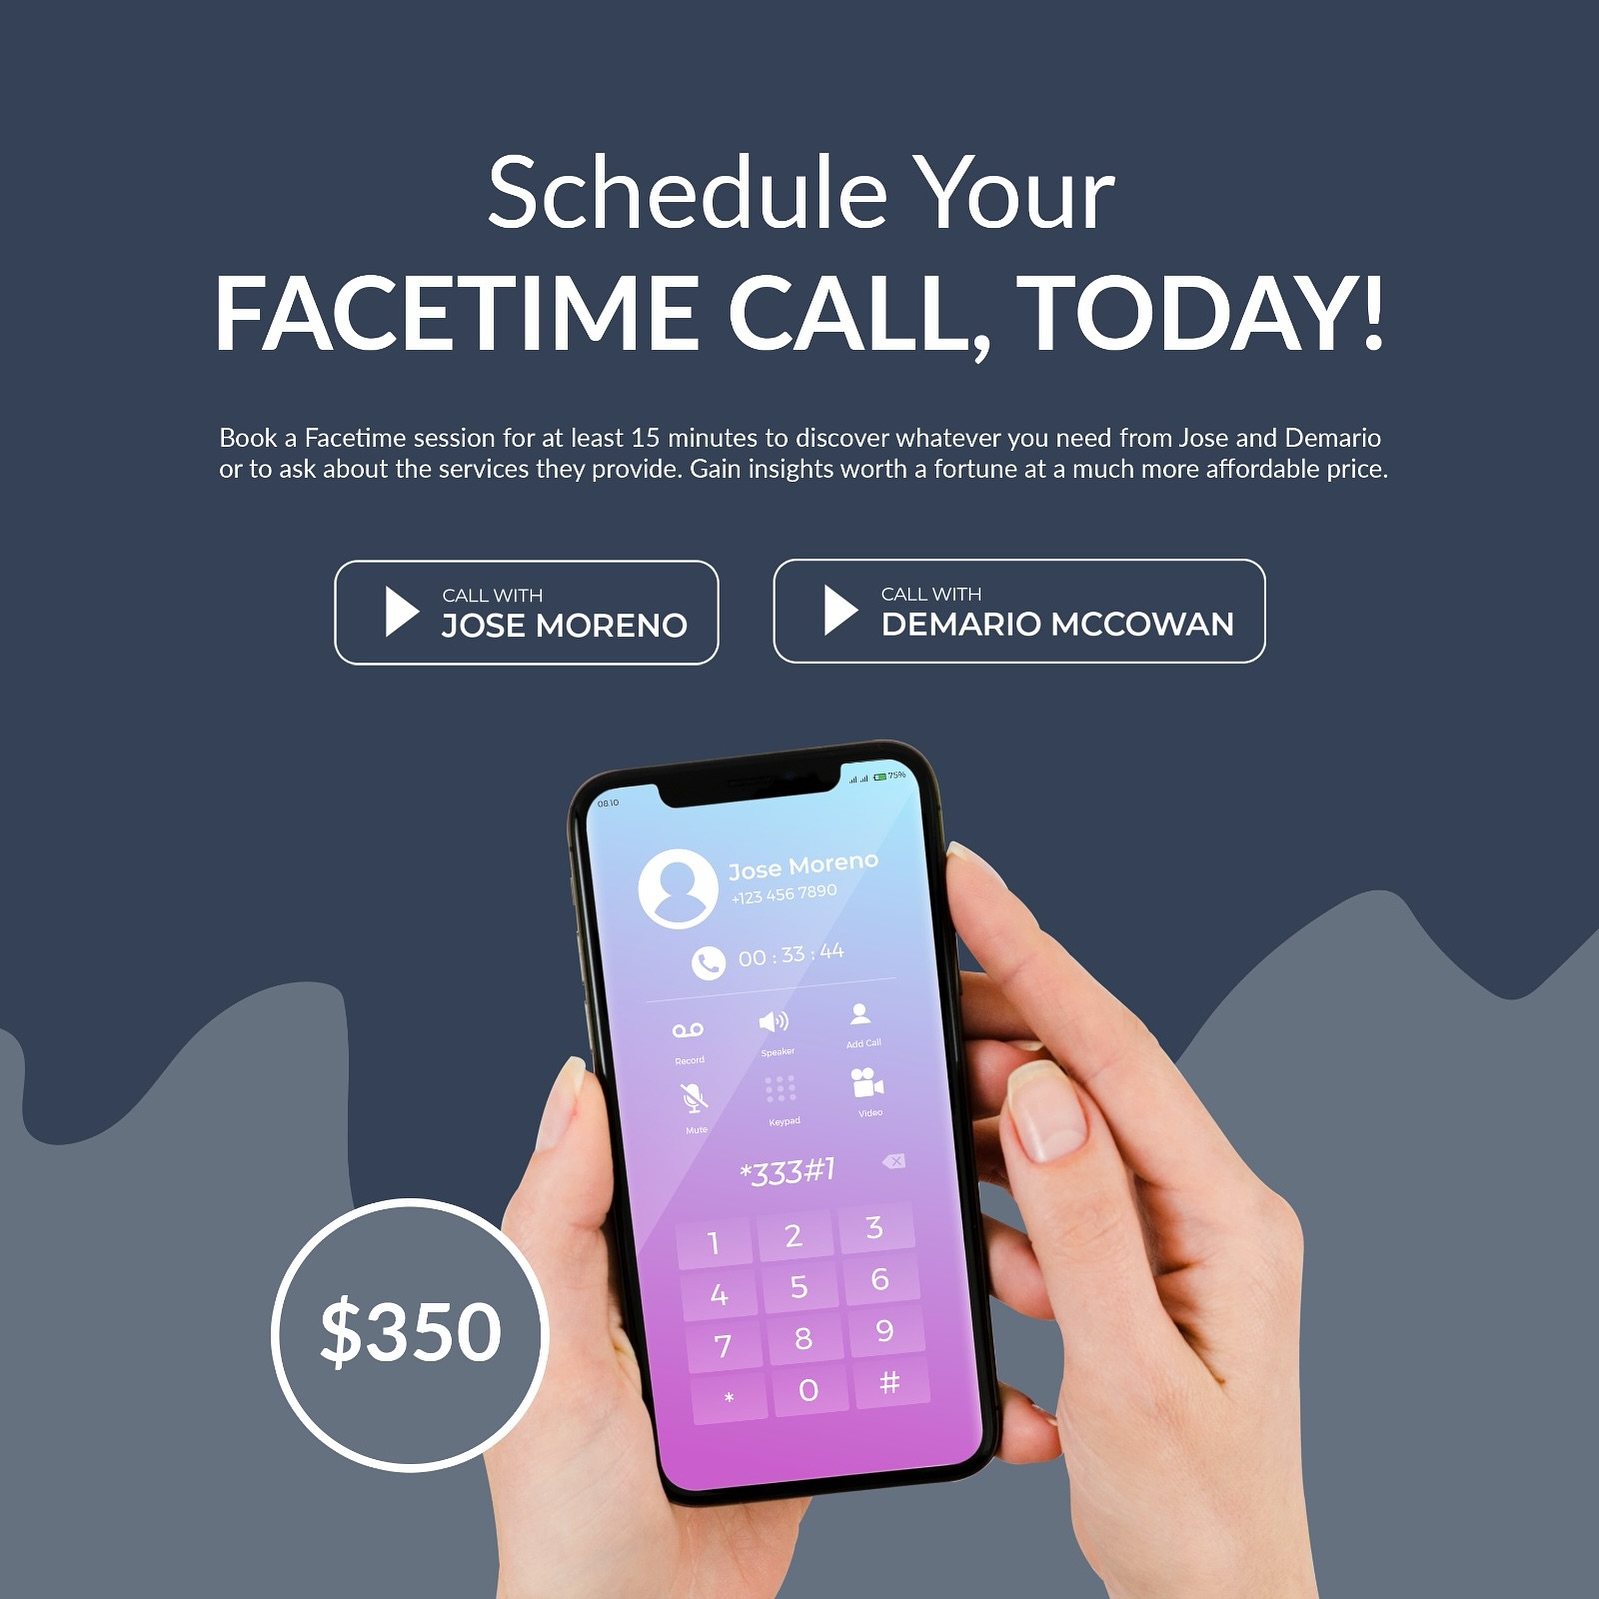 Schedule Your
FACETIME CALL, TODAY!
Book a Facetime session for at least 15 minutes to discover whatever you need from Jose and Demario
or to ask about the services they provide. Gain insights worth a fortune at a much more affordable price.
CALL WITH
JOSE MORENO
CALL WITH
DEMARIO MCCOWAN
08.10
75%
Jose Moreno
+123 456 7890
00 : 33 : 44
Record
Speaker
Add Call
Mute
Keypad
Video
*333#1
1 2 3
4 5 6
7 8 9
* 0 #
$350